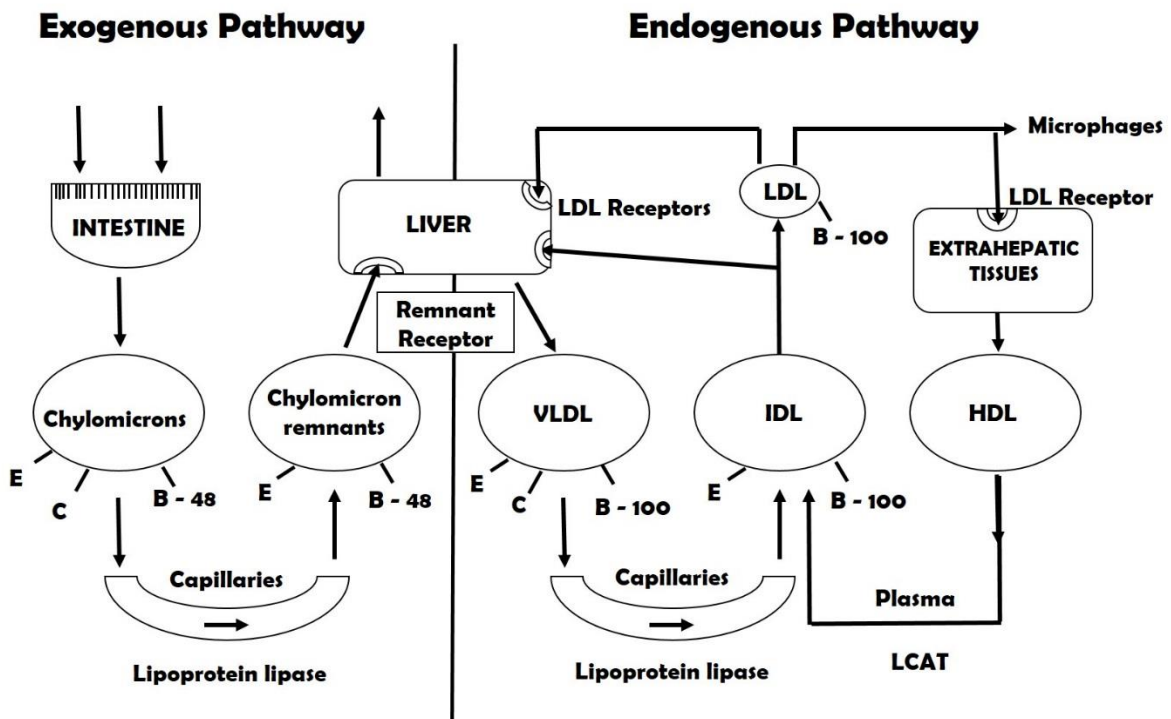 Exogenous Pathway
Endogenous Pathway
Microphages
INTESTINE
LIVER
LDL Receptors
LDL
B - 100
LDL Receptor
EXTRAHEPATIC
TISSUES
Remnant
Receptor
Chylomicrons
E
C
B - 48
Chylomicron
remnants
E
B - 48
VLDL
E
C
B - 100
IDL
E
B - 100
HDL
Capillaries
Lipoprotein lipase
Capillaries
Lipoprotein lipase
Plasma
LCAT